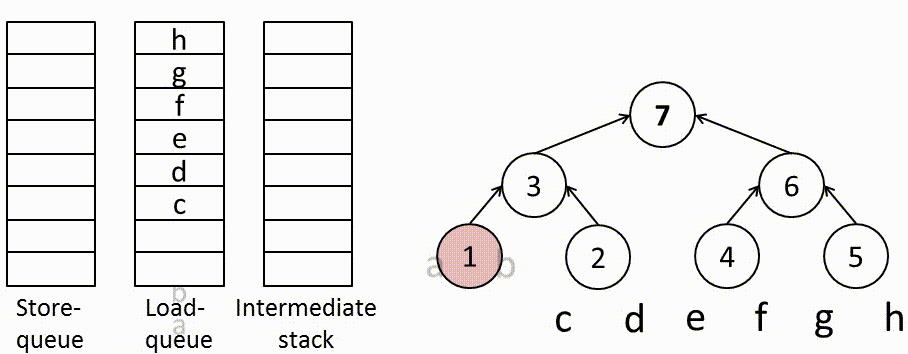 h
g
f
e
d
c
b
a
Store-
queue
Load-
queue
Intermediate
stack
7
3
6
1
2
4
5
a
b
c
d
e
f
g
h